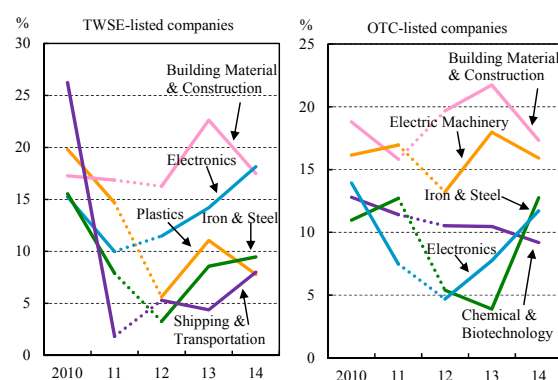 % TWSE-listed companies
30
25
20
15
10
5
0
Building Material
& Construction
Electronics
Plastics
Iron & Steel
Shipping &
Transportation
2010 11 12 13 14
% OTC-listed companies
25
20
15
10
5
0
Building Material
& Construction
Electric Machinery
Iron & Steel
Electronics
Chemical &
Biotechnology
2010 11 12 13 14